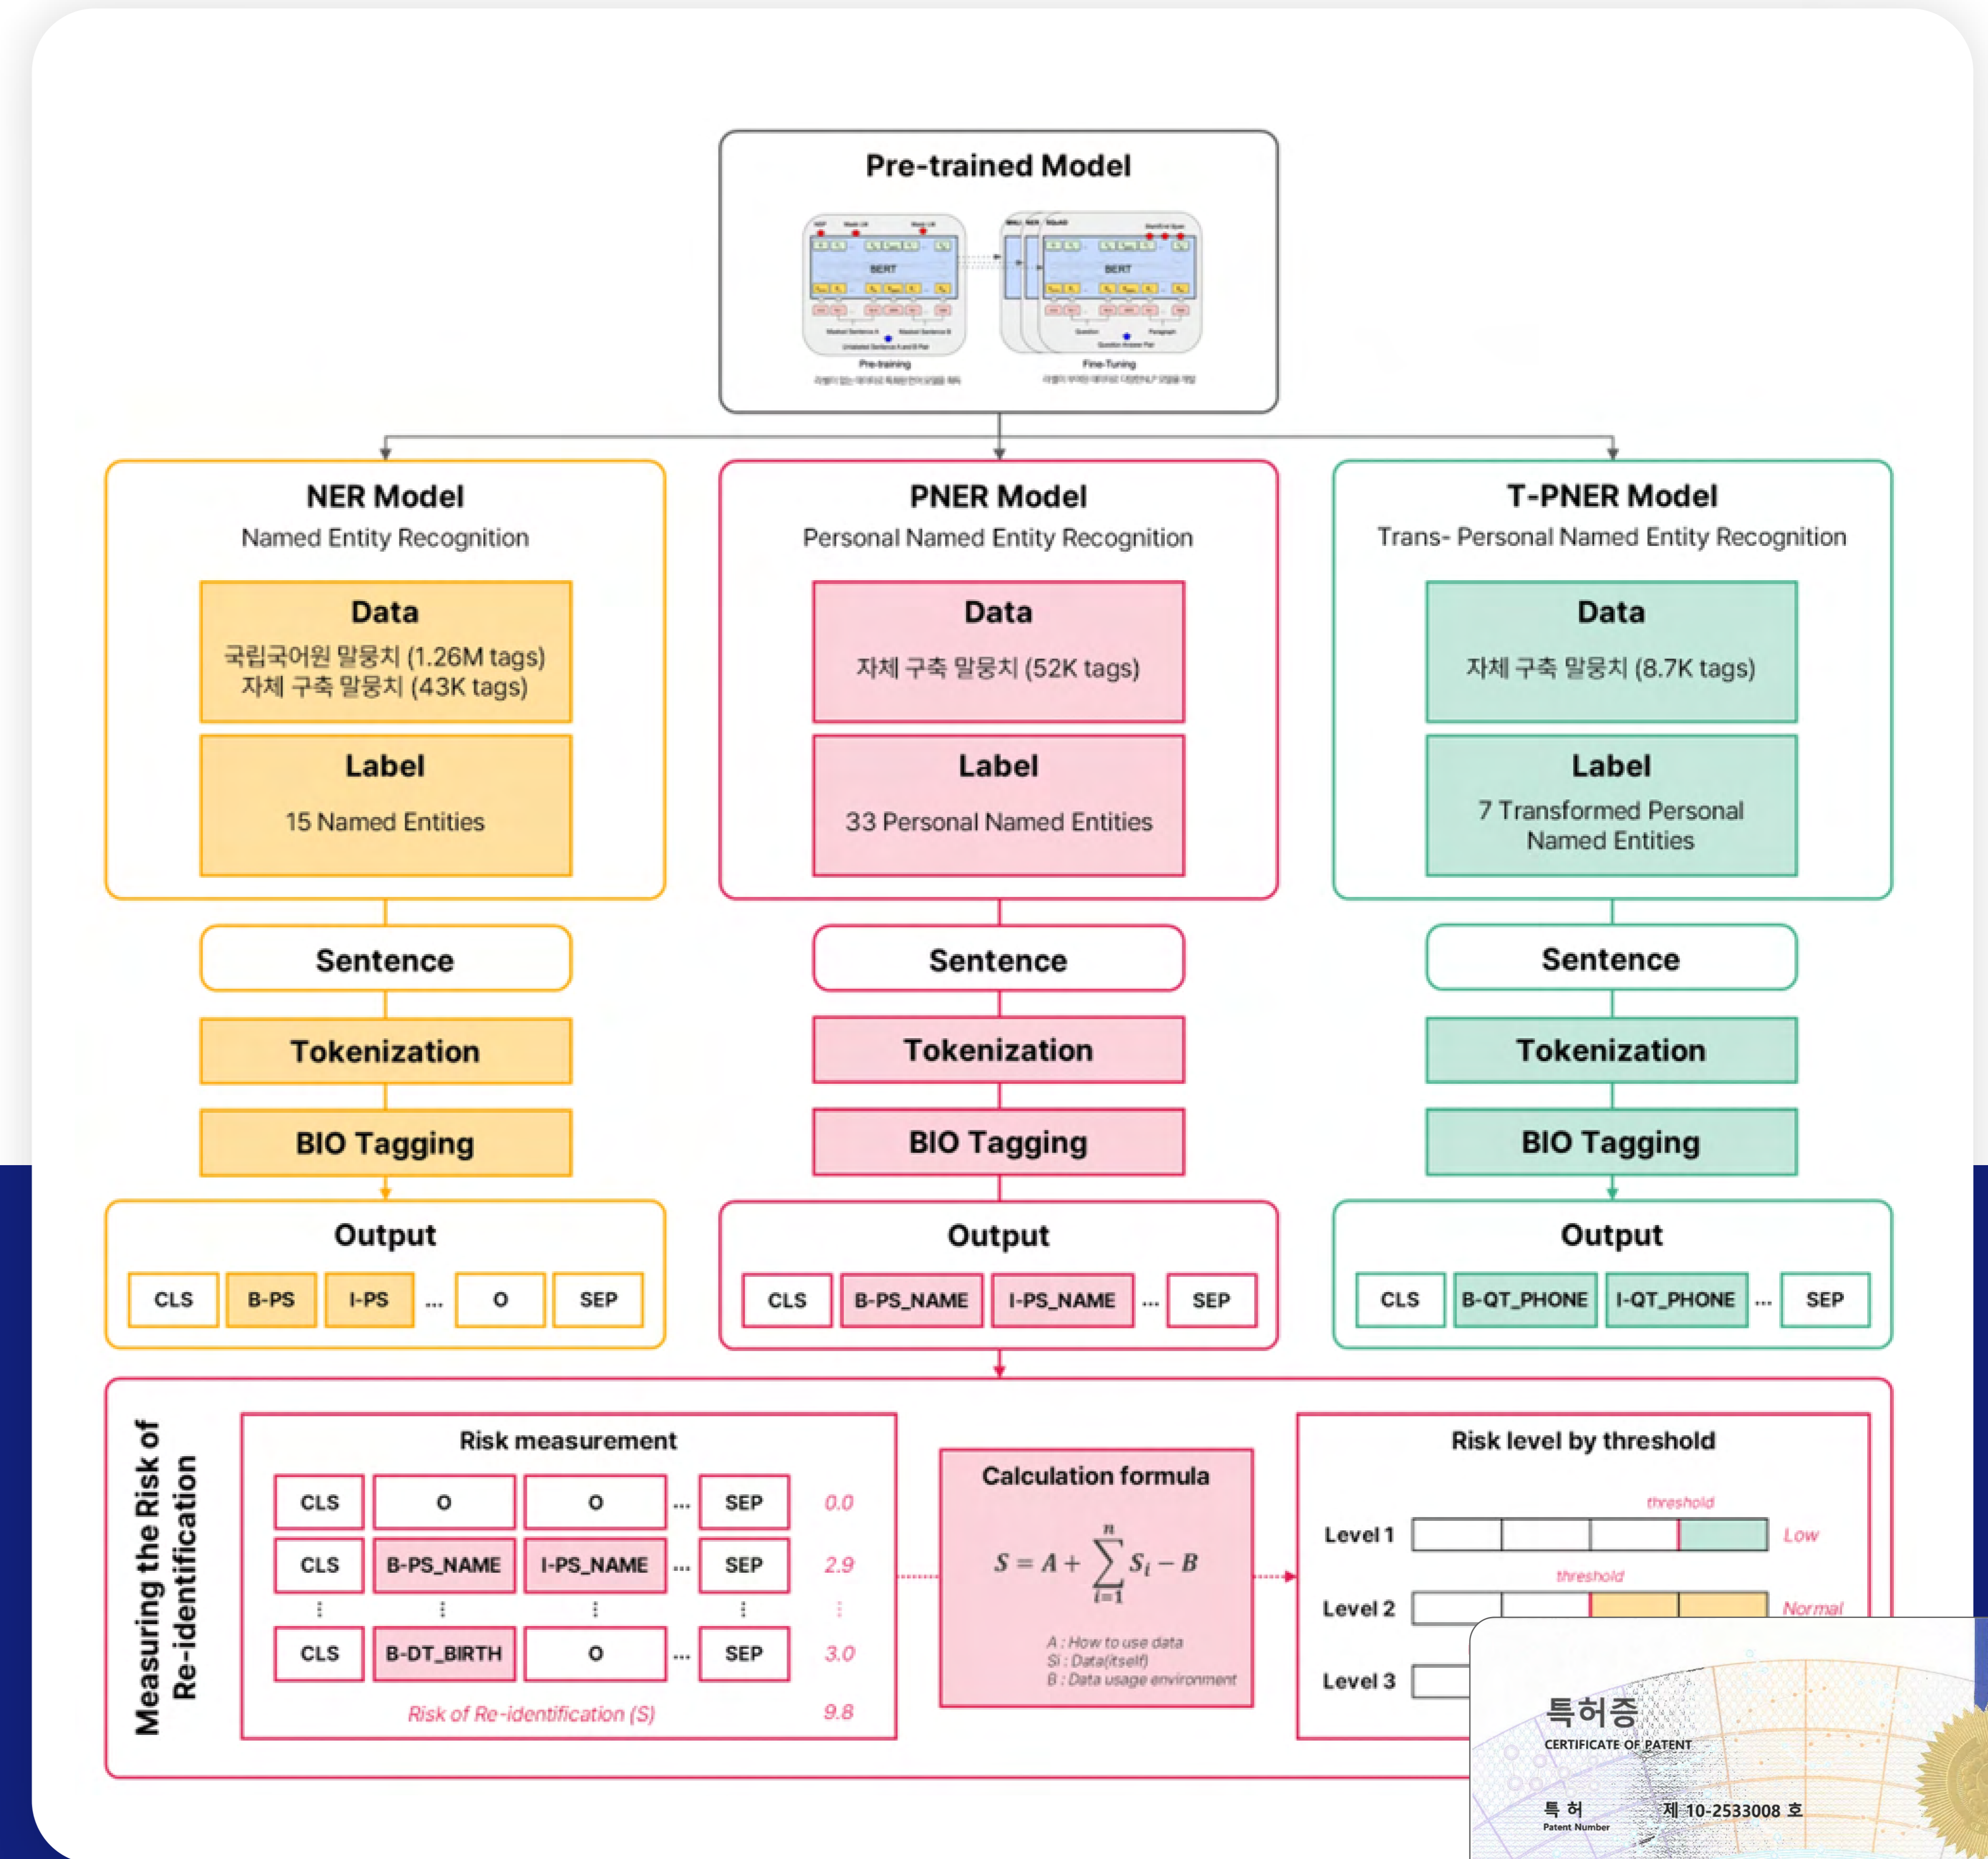 Pre-trained Model
BERT
BERT
Pre-training
Fine-Tuning
NER Model
Named Entity Recognition
Data
국립국어원 말뭉치 (1.26M tags)
자체 구축 말뭉치 (43K tags)
Label
15 Named Entities
Sentence
Tokenization
BIO Tagging
Output
CLS B-PS I-PS ... O SEP
PNER Model
Personal Named Entity Recognition
Data
자체 구축 말뭉치 (52K tags)
Label
33 Personal Named Entities
Sentence
Tokenization
BIO Tagging
Output
CLS B-PS_NAME I-PS_NAME ... SEP
T-PNER Model
Trans- Personal Named Entity Recognition
Data
자체 구축 말뭉치 (8.7K tags)
Label
7 Transformed Personal
Named Entities
Sentence
Tokenization
BIO Tagging
Output
CLS B-QT_PHONE I-QT_PHONE ... SEP
Measuring the Risk of
Re-identification
Risk measurement
CLS O O ... SEP 0.0
CLS B-PS_NAME I-PS_NAME ... SEP 2.9
CLS B-DT_BIRTH O ... SEP 3.0
Risk of Re-identification (S) 9.8
Calculation formula
S = A + ∑ⁿᵢ₌₁ Sᵢ − B
A : How to use data
Si : Data(itself)
B : Data usage environment
Risk level by threshold
threshold
Level 1 Low
threshold
Level 2 Normal
Level 3
특허증
CERTIFICATE OF PATENT
특 허 제 10-2533008 호
Patent Number